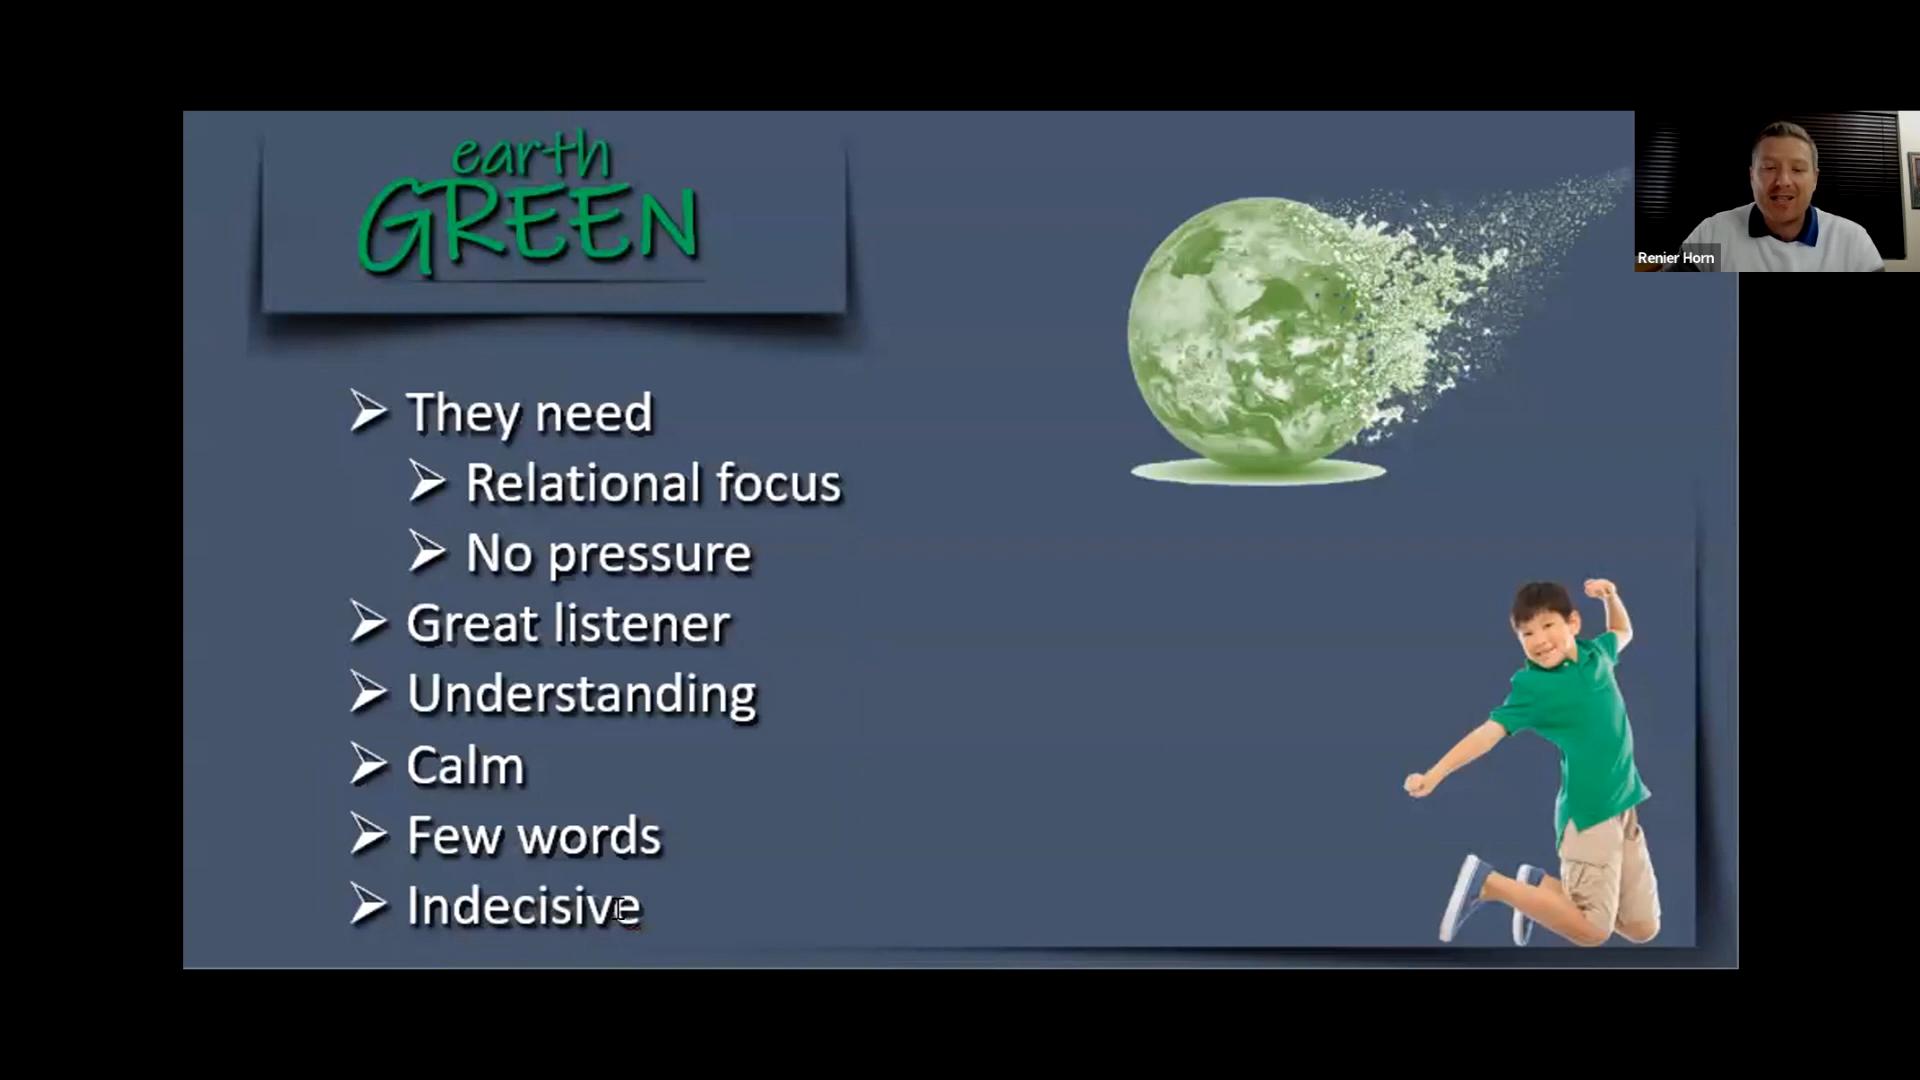 earth
GREEN
They need
Relational focus
No pressure
Great listener
Understanding
Calm
Few words
Indecisive
Renier Horn